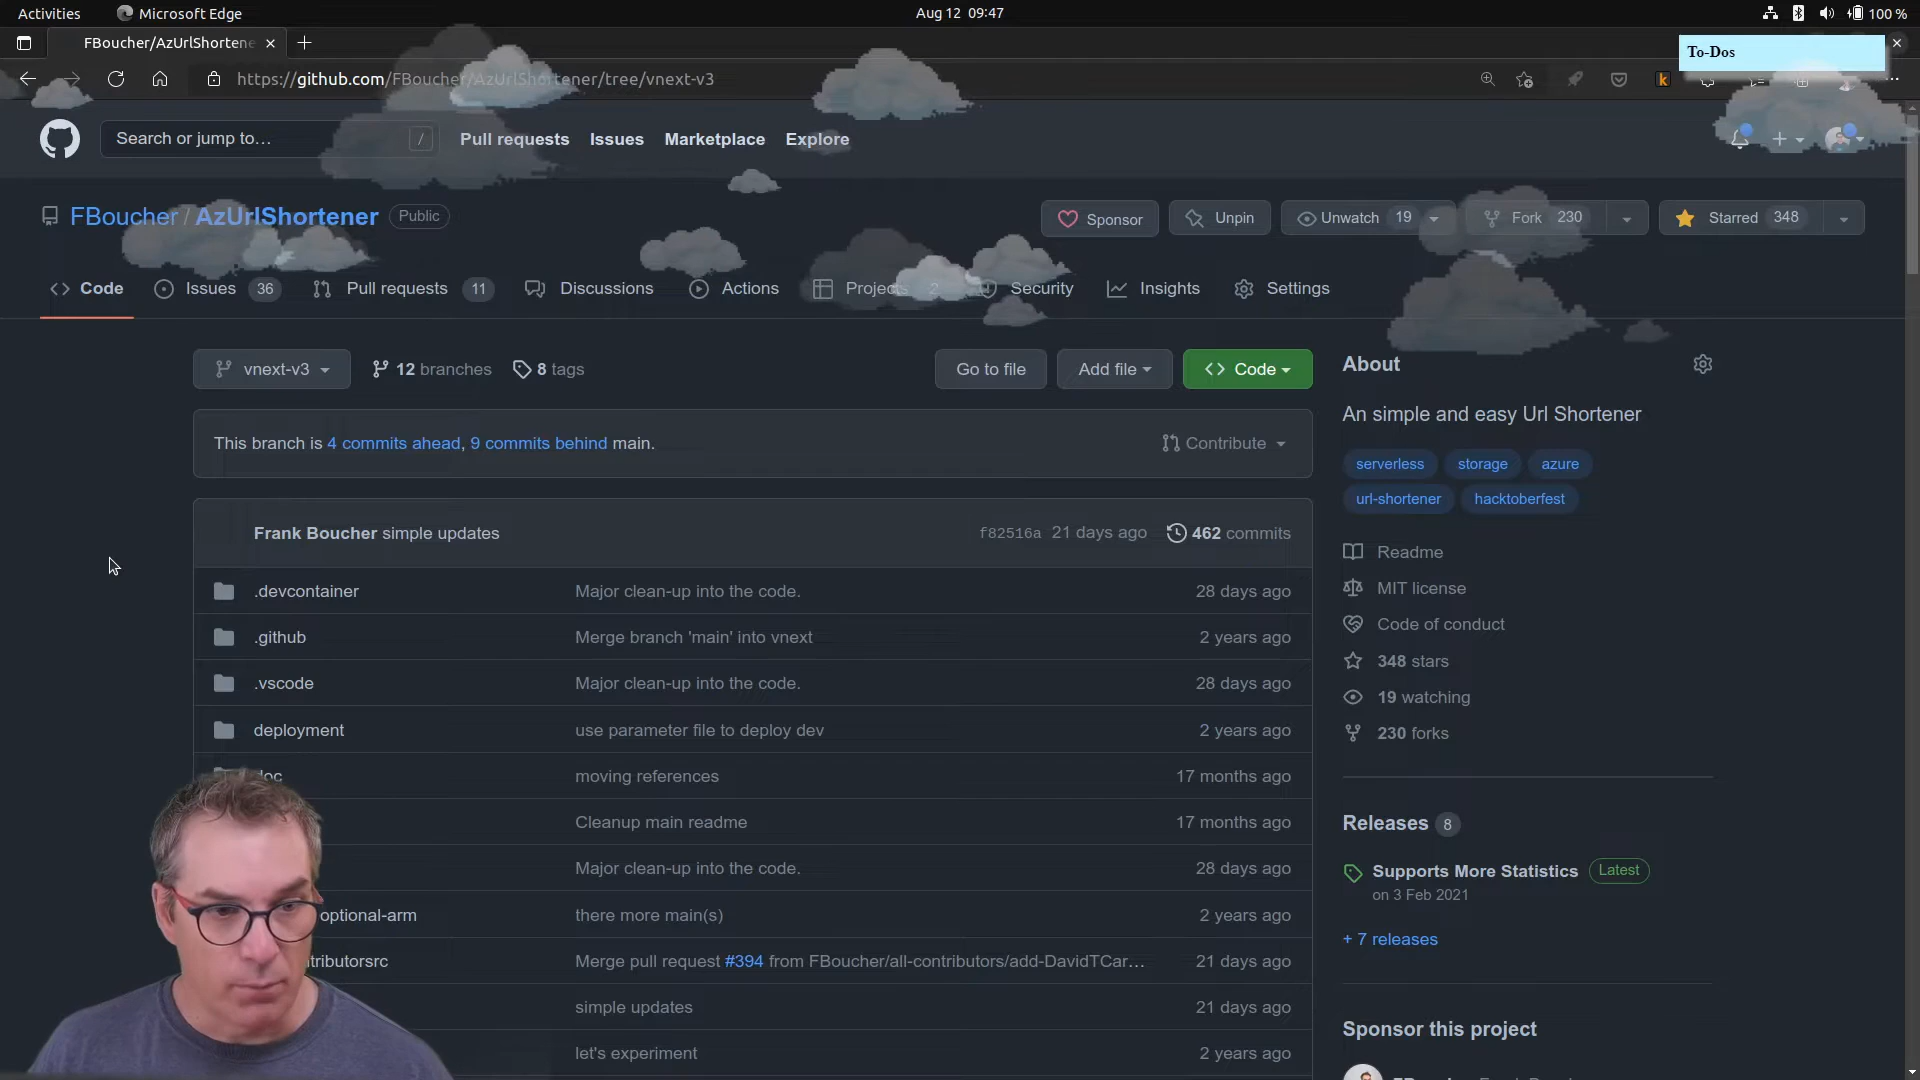 Activities
Microsoft Edge
Aug 12 09:47
100 %
FBoucher/AzUrlShortene
To-Dos
https://github.com/FBoucher/AzUrlShortener/tree/vnext-v3
Search or jump to…
/
Pull requests
Issues
Marketplace
Explore
FBoucher / AzUrlShortener
Public
Sponsor
Unpin
Unwatch 19
Fork 230
Starred 348
Code
Issues 36
Pull requests 11
Discussions
Actions
Projects 2
Security
Insights
Settings
vnext-v3
12 branches
8 tags
Go to file
Add file
Code
This branch is 4 commits ahead, 9 commits behind main.
Contribute
Frank Boucher simple updates
f82516a 21 days ago
462 commits
.devcontainer Major clean-up into the code. 28 days ago
.github Merge branch 'main' into vnext 2 years ago
.vscode Major clean-up into the code. 28 days ago
deployment use parameter file to deploy dev 2 years ago
doc moving references 17 months ago
Cleanup main readme 17 months ago
Major clean-up into the code. 28 days ago
optional-arm there more main(s) 2 years ago
tributorsrc Merge pull request #394 from FBoucher/all-contributors/add-DavidTCar… 21 days ago
simple updates 21 days ago
let's experiment 2 years ago
About
An simple and easy Url Shortener
serverless
storage
azure
url-shortener
hacktoberfest
Readme
MIT license
Code of conduct
348 stars
19 watching
230 forks
Releases 8
Supports More Statistics
Latest
on 3 Feb 2021
+ 7 releases
Sponsor this project